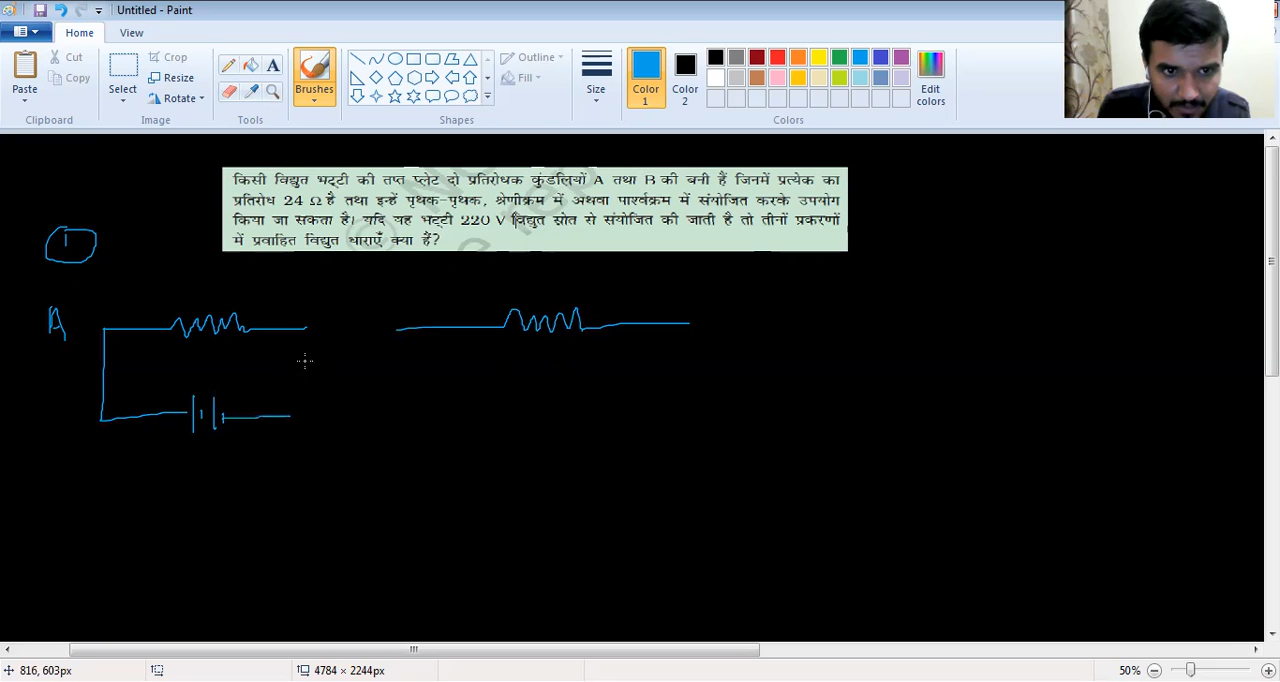 Untitled - Paint
Home
View
Paste
Cut
Copy
Clipboard
Select
Crop
Resize
Rotate
Image
Tools
Brushes
Shapes
Outline
Fill
Size
Color 1
Color 2
Edit colors
Colors
किसी विद्युत भट्टी की तप्त प्लेट दो प्रतिरोधक कुंडलियों A तथा B की बनी हैं जिनमें प्रत्येक का
प्रतिरोध 24 Ω है तथा इन्हें पृथक-पृथक, श्रेणीक्रम में अथवा पार्श्वक्रम में संयोजित करके उपयोग
किया जा सकता है। यदि यह भट्टी 220 V विद्युत स्रोत से संयोजित की जाती है तो तीनों प्रकरणों
में प्रवाहित विद्युत धाराएँ क्या हैं?
1
A
816, 603px
4784 × 2244px
50%